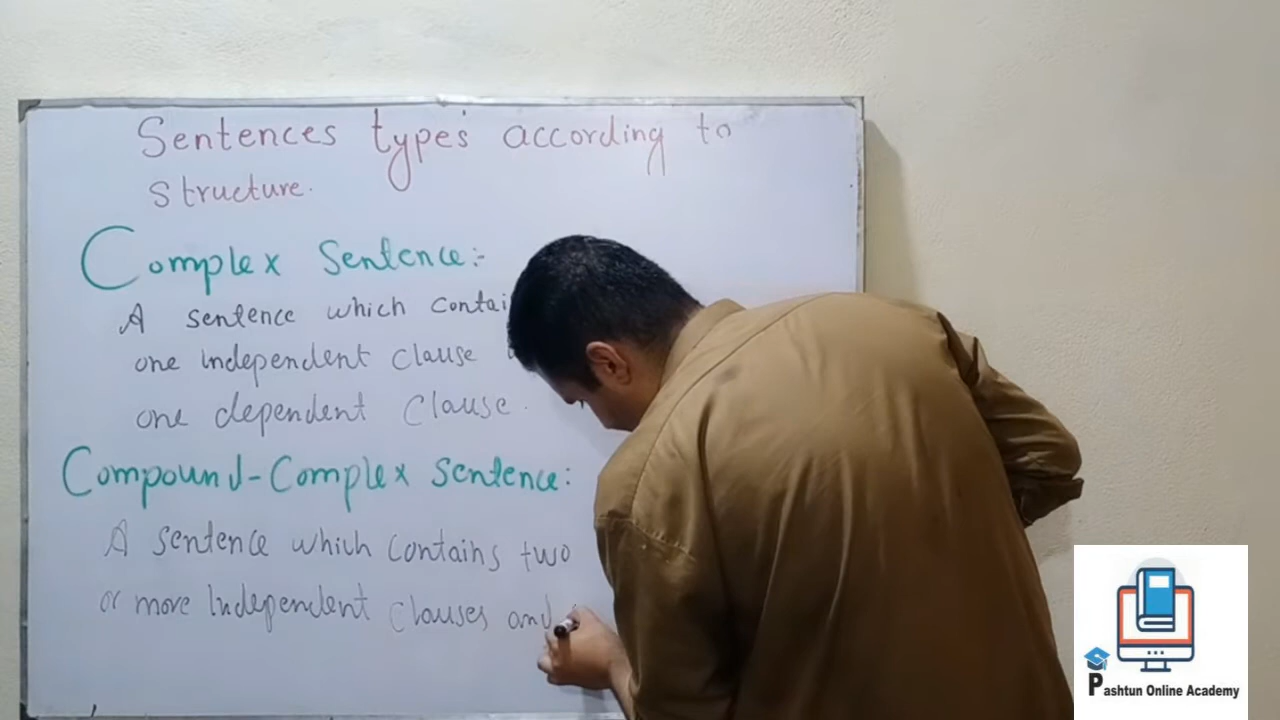 Sentences types according to
structure.
Complex Sentence:-
A sentence which
one independent clause
one dependent clause.
Compound-Complex sentence:
A sentence which contains two
or more independent clauses and
Pashtun Online Academy